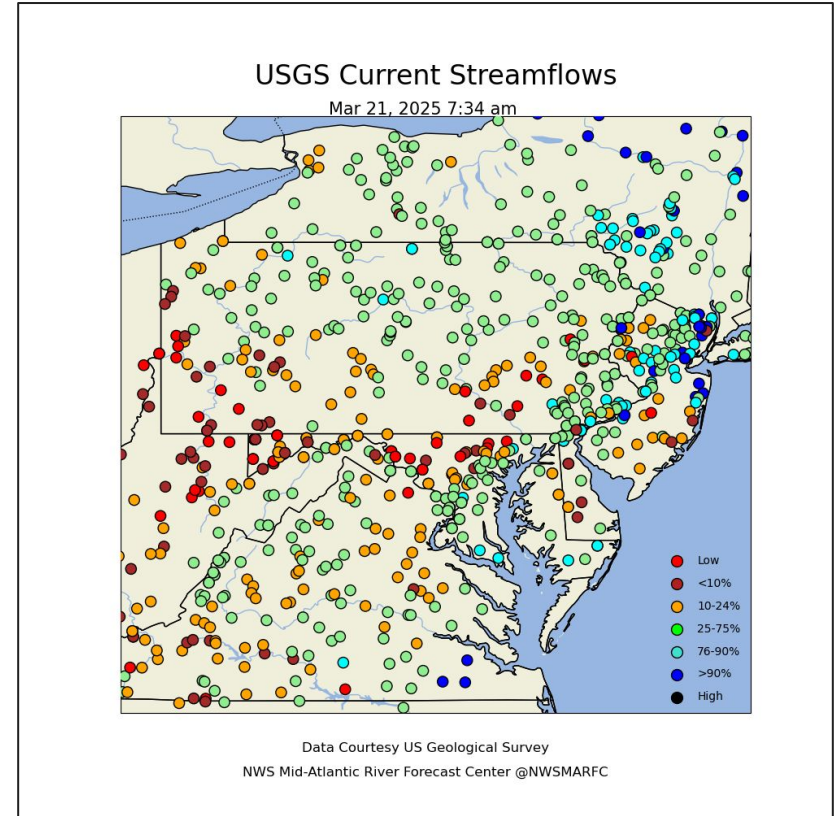 USGS Current Streamflows
Mar 21, 2025 7:34 am
Low
<10%
10-24%
25-75%
76-90%
>90%
High
Data Courtesy US Geological Survey
NWS Mid-Atlantic River Forecast Center @NWSMARFC